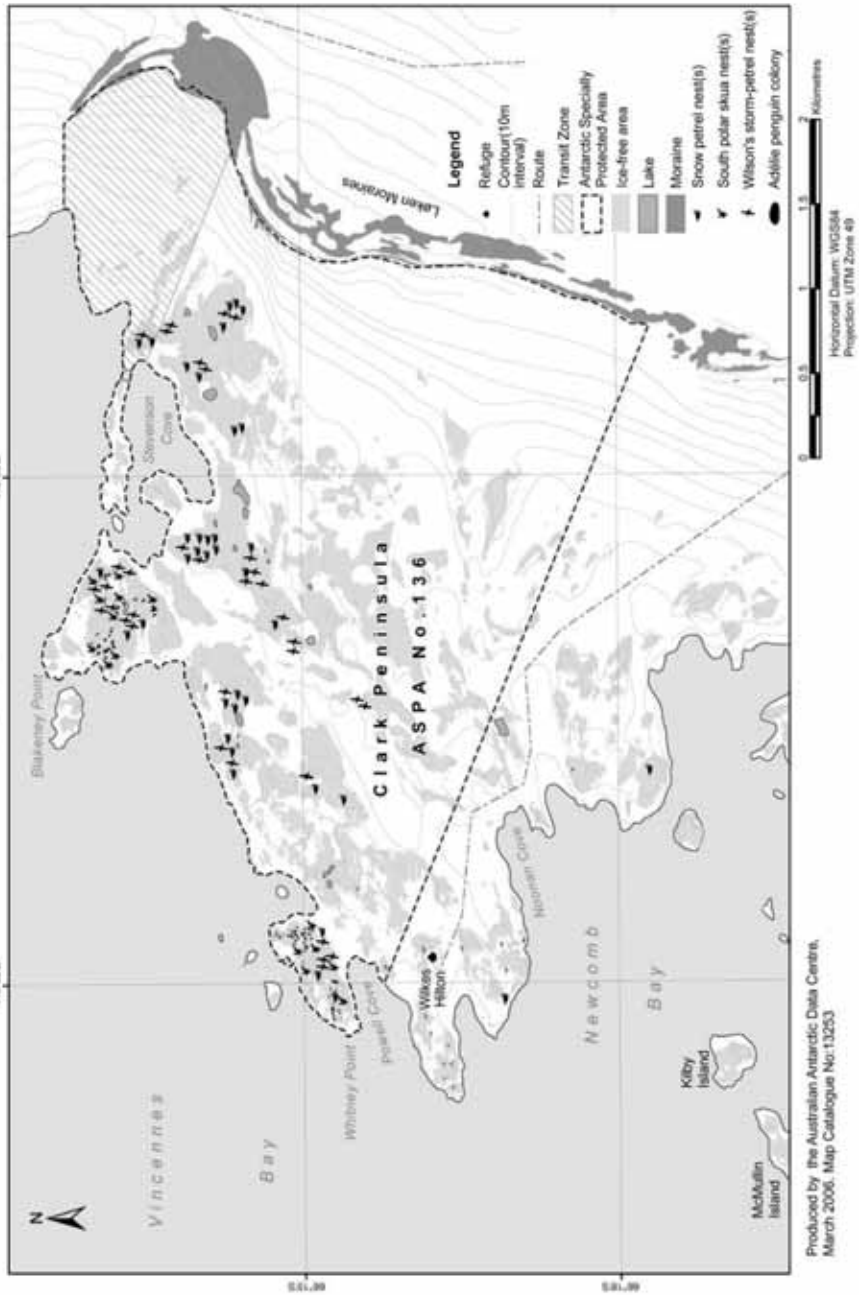 N
Vincennes
Bay
Blakeney Point
Stevenson
Cove
Whitney Point
Powell Cove
Clark Peninsula
ASPA No.136
Løken Moraines
Wilkes
Hilton
Noonan Cove
Newcomb
Bay
Kilby
Island
McMullin
Island
Legend
Refuge
Contour(10m
interval)
Route
Transit Zone
Antarctic Specially
Protected Area
Ice-free area
Lake
Moraine
Snow petrel nest(s)
South polar skua nest(s)
Wilson's storm-petrel nest(s)
Adélie penguin colony
0 0.5 1 1.5 2
Kilometres
Horizontal Datum: WGS84
Projection: UTM Zone 49
Produced by the Australian Antarctic Data Centre,
March 2006. Map Catalogue No:13253